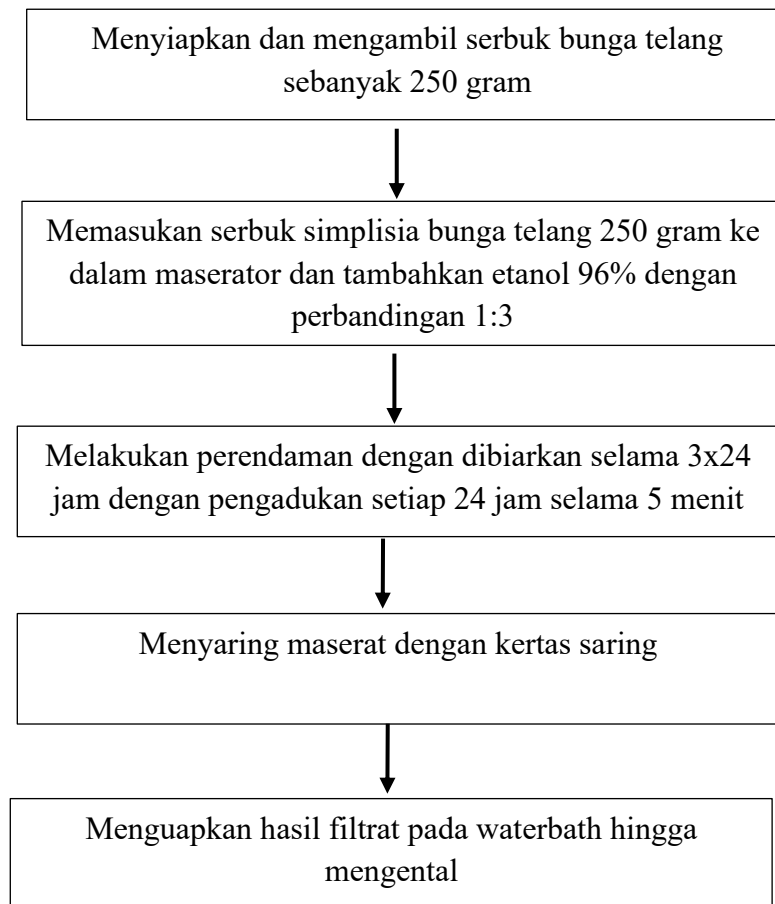 Menyiapkan dan mengambil serbuk bunga telang
sebanyak 250 gram
Memasukan serbuk simplisia bunga telang 250 gram ke
dalam maserator dan tambahkan etanol 96% dengan
perbandingan 1:3
Melakukan perendaman dengan dibiarkan selama 3x24
jam dengan pengadukan setiap 24 jam selama 5 menit
Menyaring maserat dengan kertas saring
Menguapkan hasil filtrat pada waterbath hingga
mengental